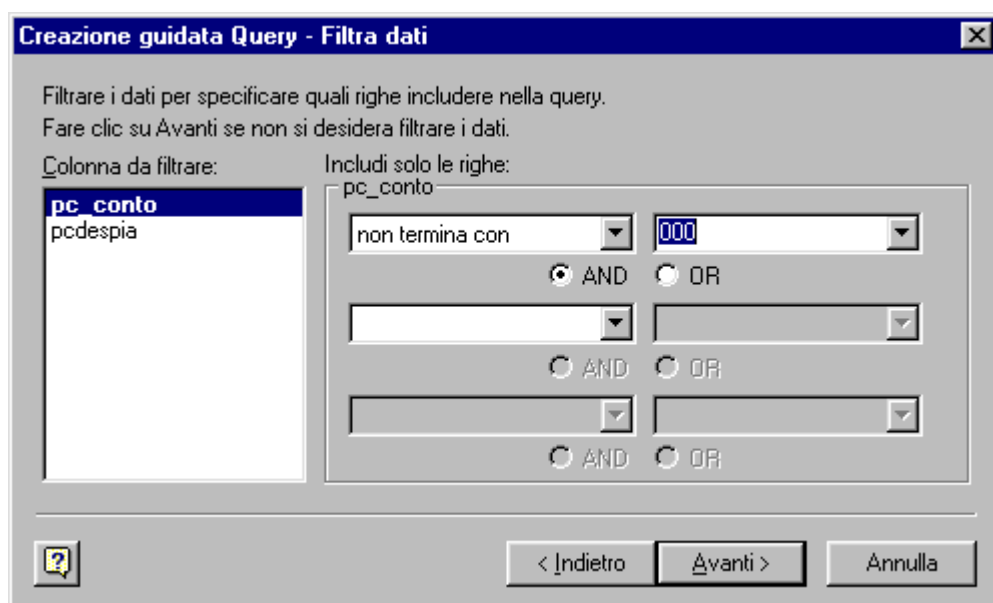 Creazione guidata Query - Filtra dati
Filtrare i dati per specificare quali righe includere nella query.
Fare clic su Avanti se non si desidera filtrare i dati.
Colonna da filtrare:
Includi solo le righe:
pc_conto
pcdespia
pc_conto
non termina con 000
AND OR
AND OR
AND OR
< Indietro Avanti > Annulla